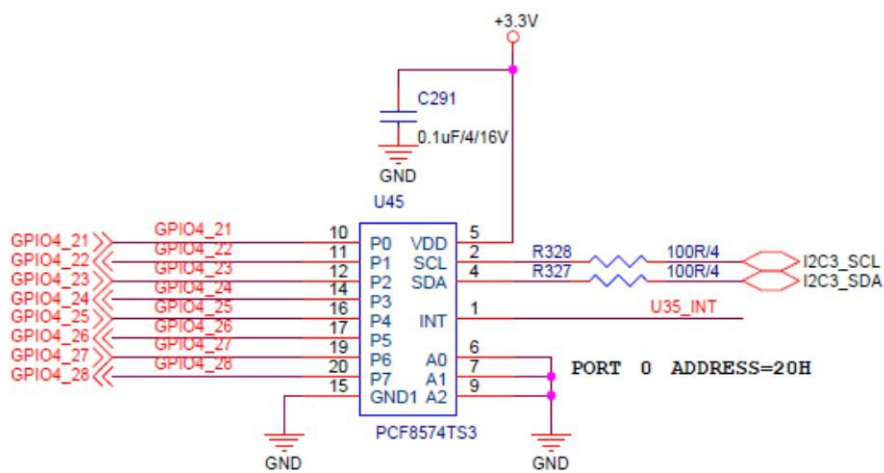 +3.3V
C291
0.1uF/4/16V
GND
U45
GPIO4_21 GPIO4_21 10 P0 VDD 5
GPIO4_22 GPIO4_22 11 P1 SCL 2 R328 100R/4 I2C3_SCL
GPIO4_23 GPIO4_23 12 P2 SDA 4 R327 100R/4 I2C3_SDA
GPIO4_24 GPIO4_24 14 P3
GPIO4_25 GPIO4_25 16 P4 INT 1 U35_INT
GPIO4_26 GPIO4_26 17 P5
GPIO4_27 GPIO4_27 19 P6 A0 6
GPIO4_28 GPIO4_28 20 P7 A1 7 PORT 0 ADDRESS=20H
15 GND1 A2 9
PCF8574TS3
GND GND